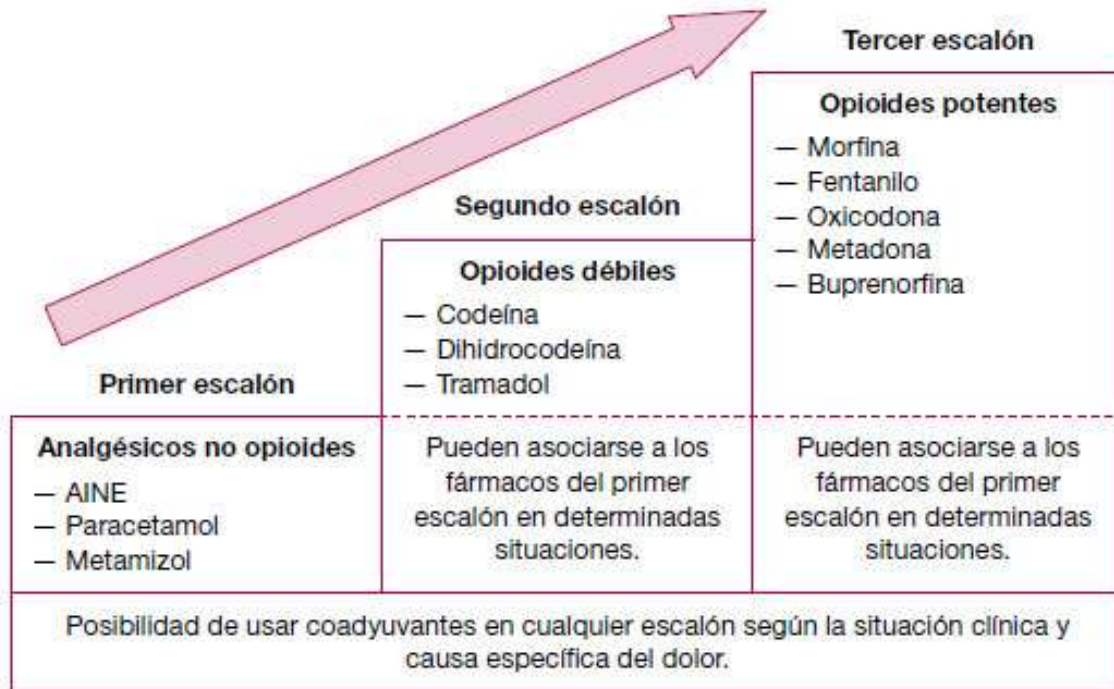 Primer escalón
Analgésicos no opioides
— AINE
— Paracetamol
— Metamizol
Segundo escalón
Opioides débiles
— Codeína
— Dihidrocodeína
— Tramadol
Pueden asociarse a los
fármacos del primer
escalón en determinadas
situaciones.
Tercer escalón
Opioides potentes
— Morfina
— Fentanilo
— Oxicodona
— Metadona
— Buprenorfina
Pueden asociarse a los
fármacos del primer
escalón en determinadas
situaciones.
Posibilidad de usar coadyuvantes en cualquier escalón según la situación clínica y
causa específica del dolor.